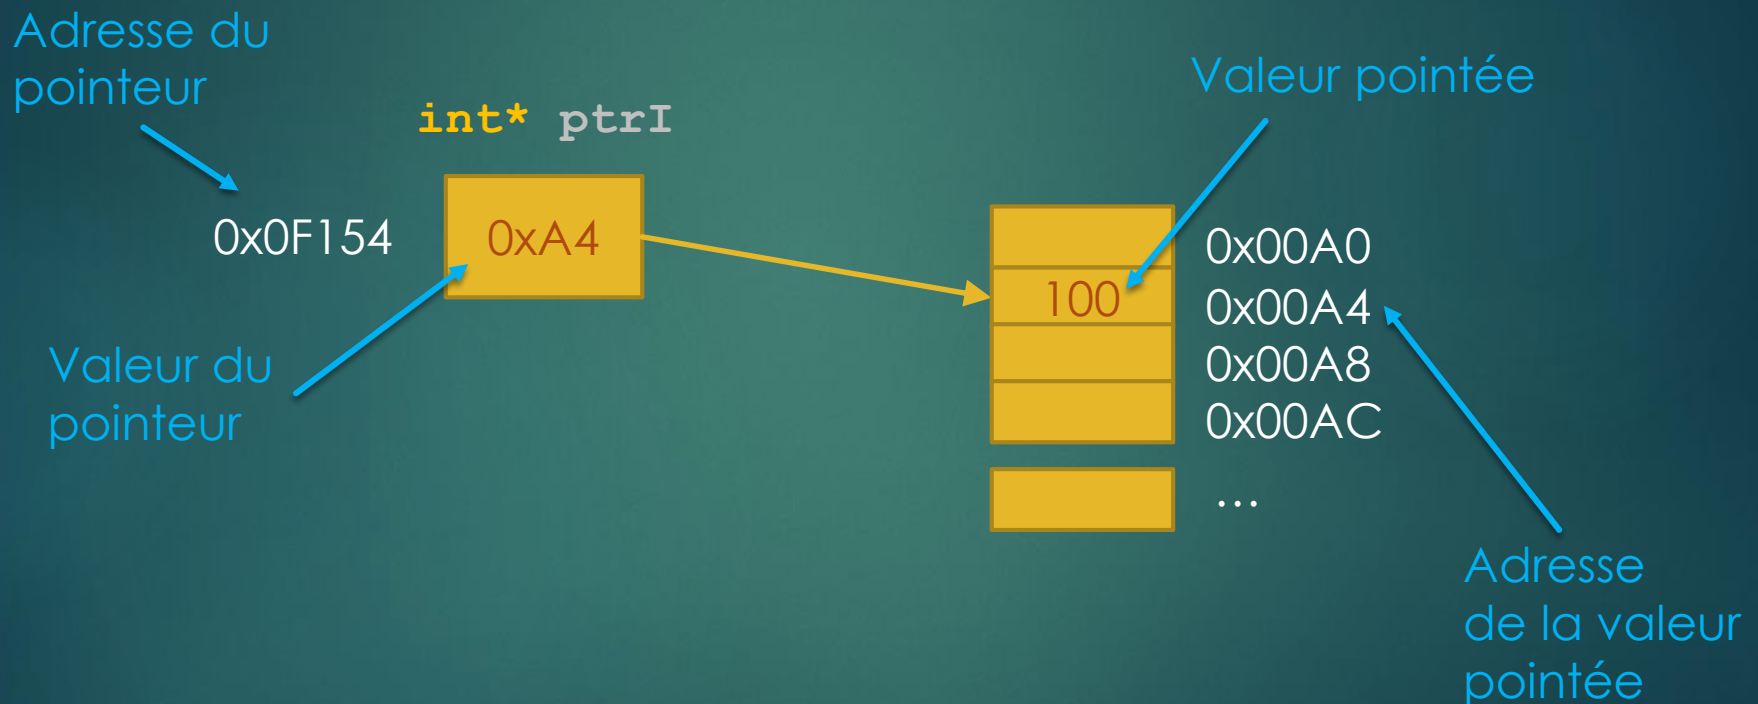 Adresse du
pointeur
Valeur pointée
int* ptrI
0x0F154
0xA4
100
0x00A0
0x00A4
0x00A8
0x00AC
...
Valeur du
pointeur
Adresse
de la valeur
pointée